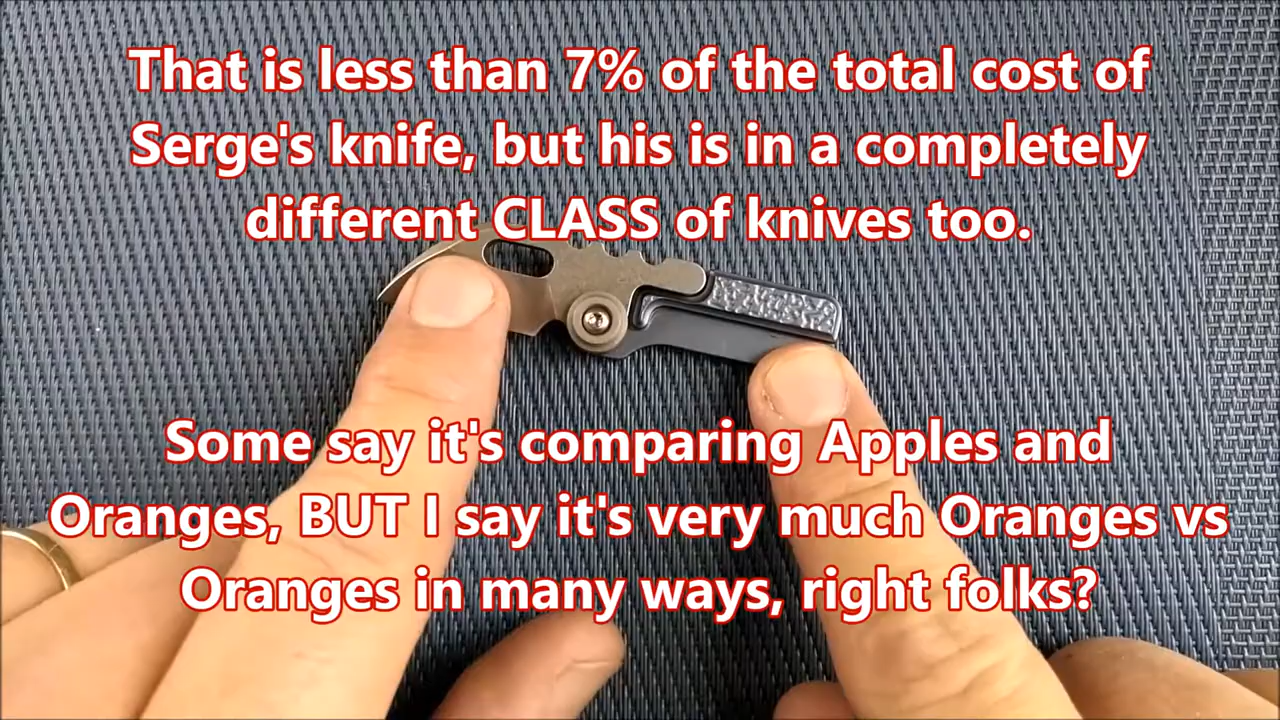 That is less than 7% of the total cost of
Serge's knife, but his is in a completely
different CLASS of knives too.
Some say it's comparing Apples and
Oranges, BUT I say it's very much Oranges vs
Oranges in many ways, right folks?